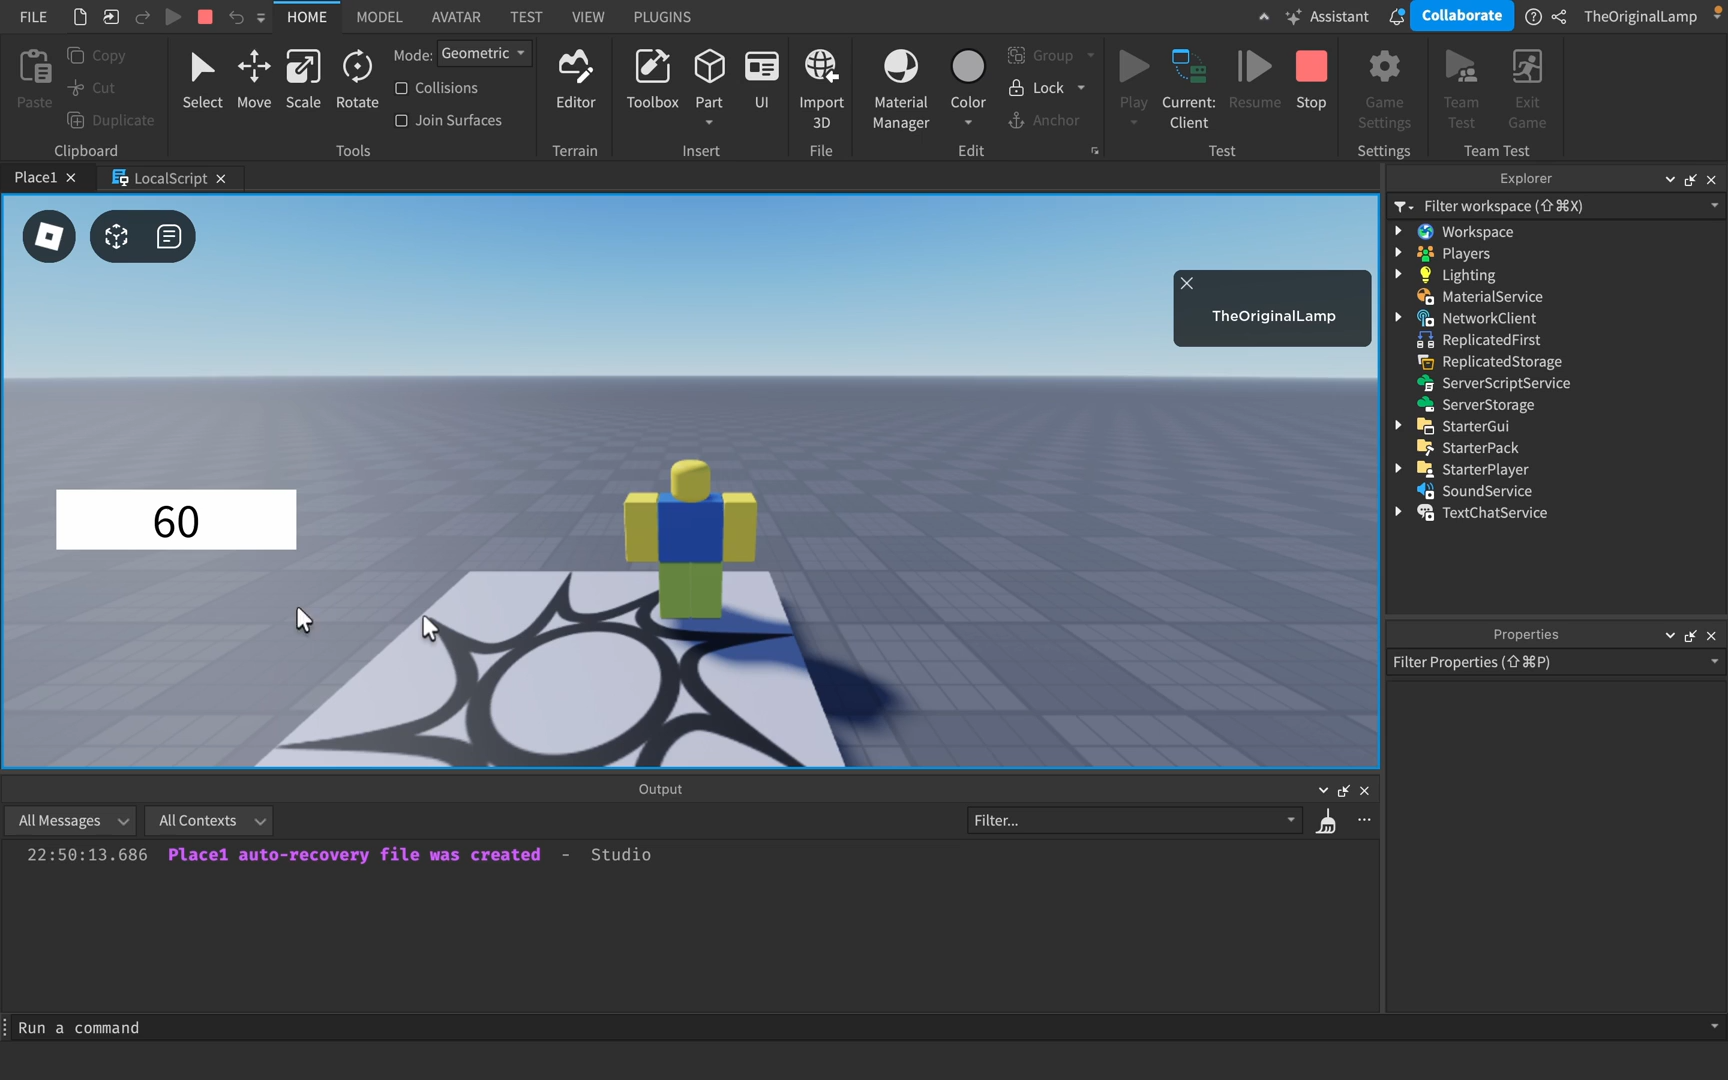 FILE
HOME
MODEL
AVATAR
TEST
VIEW
PLUGINS
Assistant
Collaborate
TheOriginalLamp
Paste
Copy
Cut
Duplicate
Clipboard
Select
Move
Scale
Rotate
Mode: Geometric
Collisions
Join Surfaces
Tools
Editor
Terrain
Toolbox
Part
UI
Insert
Import
3D
File
Material
Manager
Color
Group
Lock
Anchor
Edit
Play
Current:
Client
Resume
Stop
Test
Game
Settings
Settings
Team
Test
Exit
Game
Team Test
Place1
LocalScript
TheOriginalLamp
60
Explorer
Filter workspace (⇧⌘X)
Workspace
Players
Lighting
MaterialService
NetworkClient
ReplicatedFirst
ReplicatedStorage
ServerScriptService
ServerStorage
StarterGui
StarterPack
StarterPlayer
SoundService
TextChatService
Properties
Filter Properties (⇧⌘P)
Output
All Messages
All Contexts
Filter...
22:50:13.686 Place1 auto-recovery file was created - Studio
Run a command